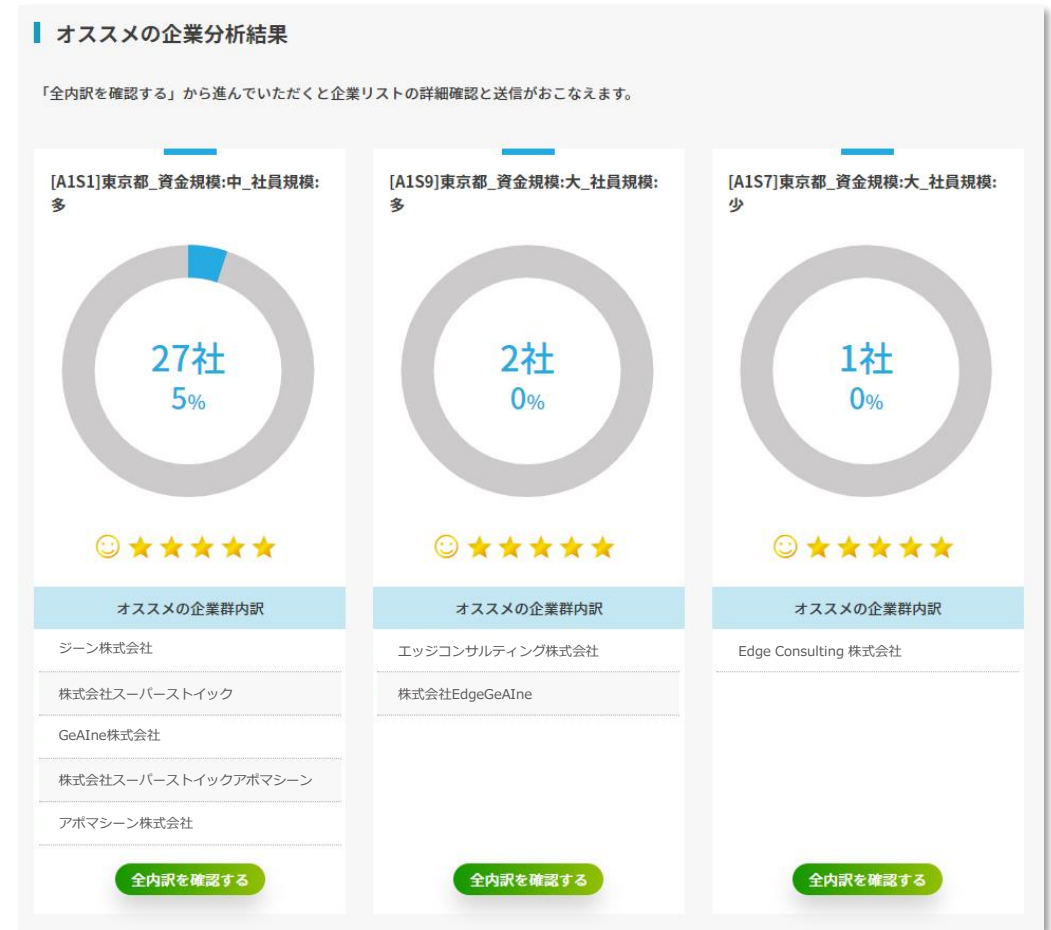 オススメの企業分析結果
「全内訳を確認する」から進んでいただくと企業リストの詳細確認と送信がおこなえます。
[A1S1]東京都_資金規模:中_社員規模:
多
27社
5%
オススメの企業群内訳
ジーン株式会社
株式会社スーパーストイック
GeAIne株式会社
株式会社スーパーストイックアポマシーン
アポマシーン株式会社
全内訳を確認する
[A1S9]東京都_資金規模:大_社員規模:
多
2社
0%
オススメの企業群内訳
エッジコンサルティング株式会社
株式会社EdgeGeAIne
全内訳を確認する
[A1S7]東京都_資金規模:大_社員規模:
少
1社
0%
オススメの企業群内訳
Edge Consulting 株式会社
全内訳を確認する